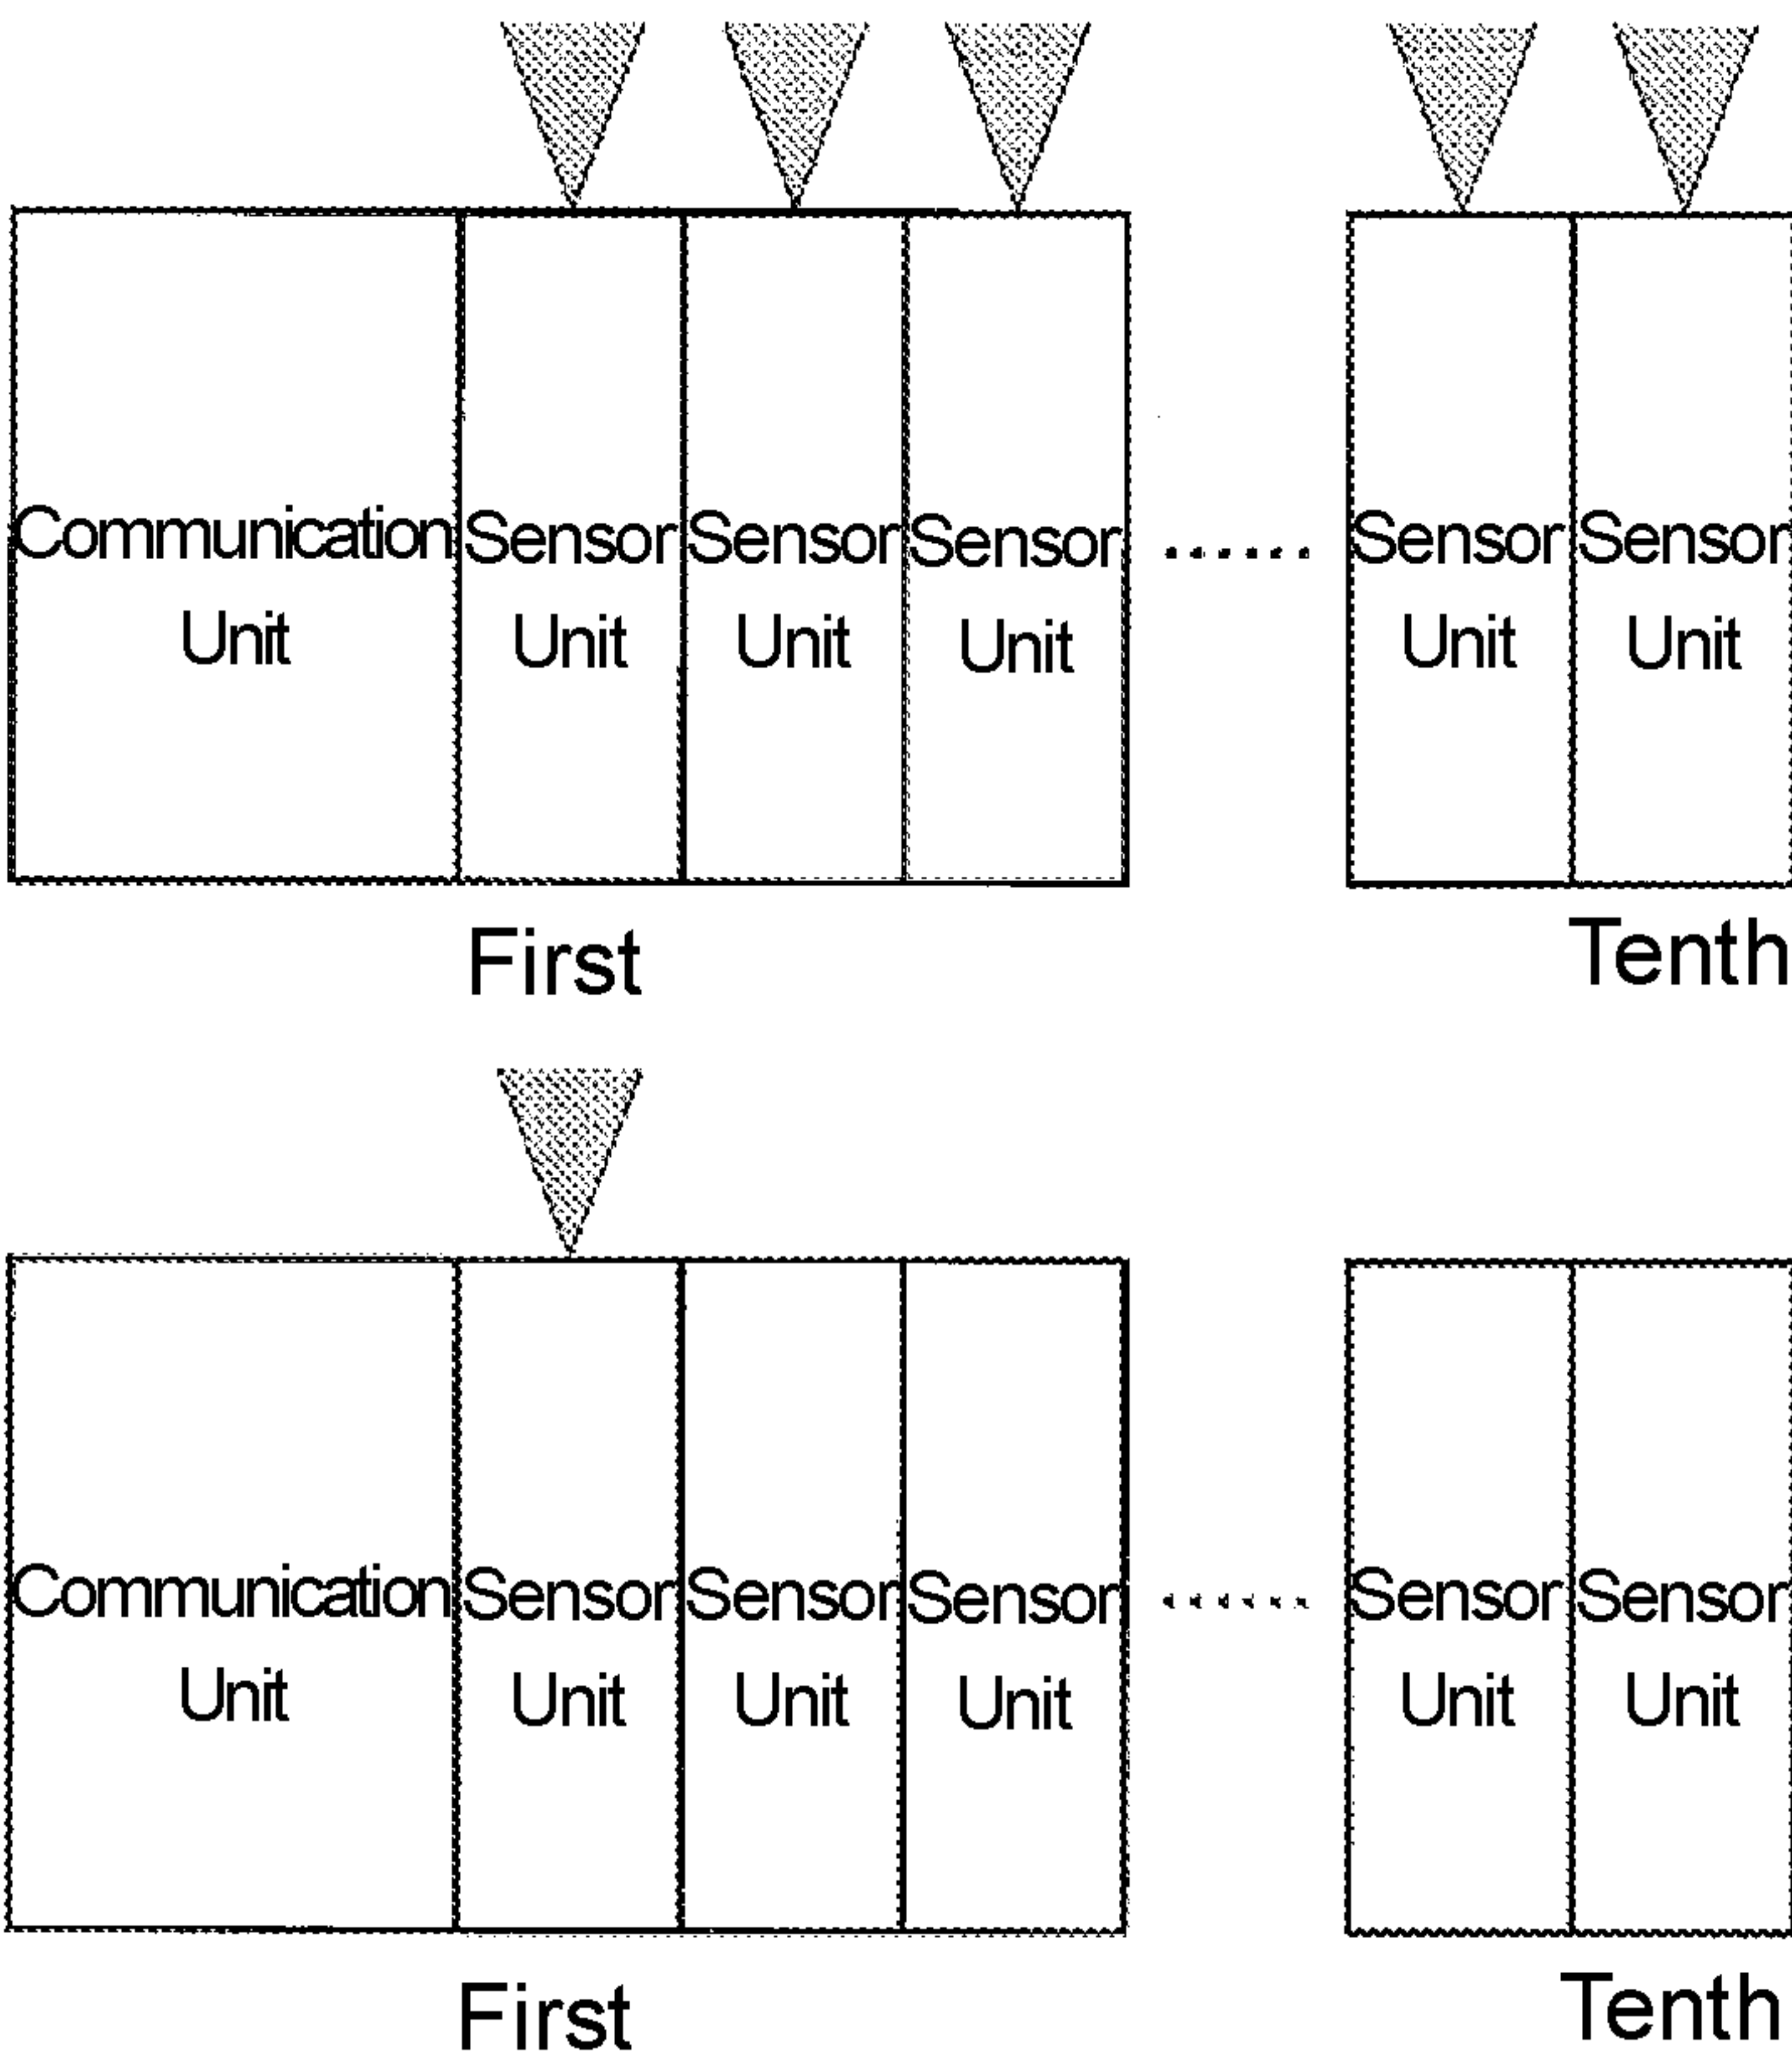 Communication Sensor Sensor Sensor ...... Sensor Sensor
Unit Unit Unit Unit Unit Unit
First Tenth
Communication Sensor Sensor Sensor ...... Sensor Sensor
Unit Unit Unit Unit Unit Unit
First Tenth